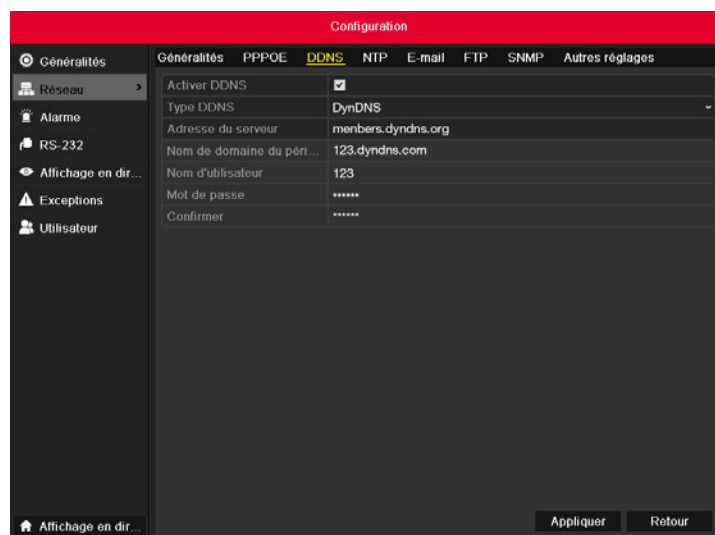 Configuration
Généralités
Réseau
Alarme
RS-232
Affichage en dir...
Exceptions
Utilisateur
Affichage en dir...
Généralités PPPOE DDNS NTP E-mail FTP SNMP Autres réglages
Activer DDNS
Type DDNS DynDNS
Adresse du serveur menbers.dyndns.org
Nom de domaine du péri... 123.dyndns.com
Nom d'utilisateur 123
Mot de passe ******
Confirmer ******
Appliquer Retour